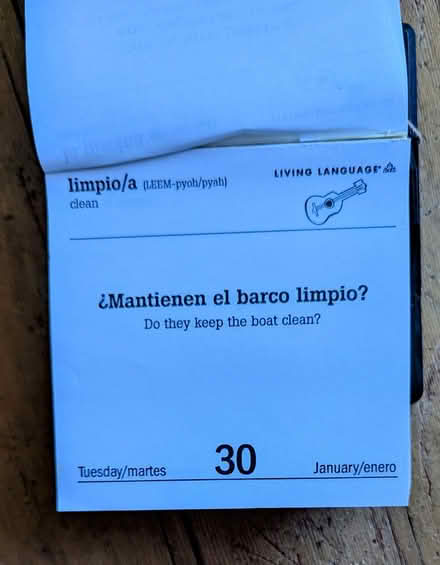 limpio/a (LEEM-pyoh/pyah)
LIVING LANGUAGE®
clean
¿Mantienen el barco limpio?
Do they keep the boat clean?
Tuesday/martes 30 January/enero